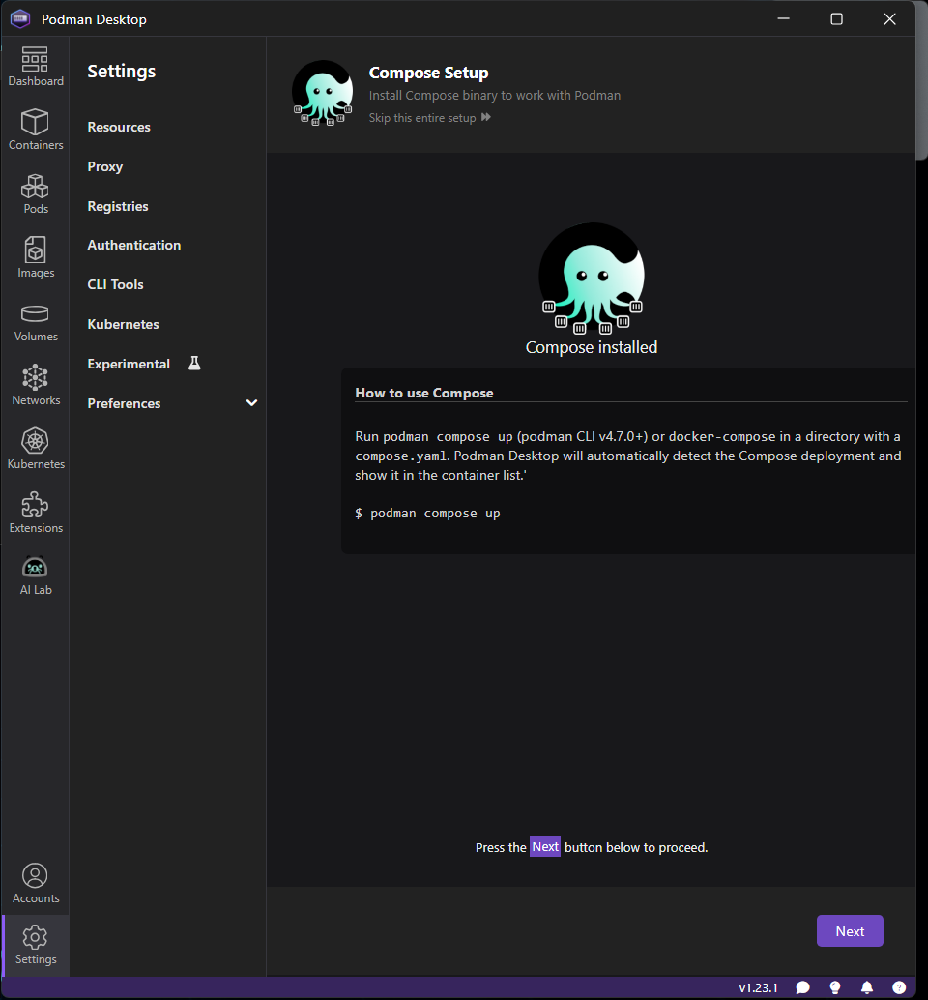 Podman Desktop
Dashboard
Containers
Pods
Images
Volumes
Networks
Kubernetes
Extensions
AI Lab
Accounts
Settings
Settings
Resources
Proxy
Registries
Authentication
CLI Tools
Kubernetes
Experimental
Preferences
Compose Setup
Install Compose binary to work with Podman
Skip this entire setup
Compose installed
How to use Compose
Run podman compose up (podman CLI v4.7.0+) or docker-compose in a directory with a
compose.yaml. Podman Desktop will automatically detect the Compose deployment and
show it in the container list.'
$ podman compose up
Press the Next button below to proceed.
Next
v1.23.1